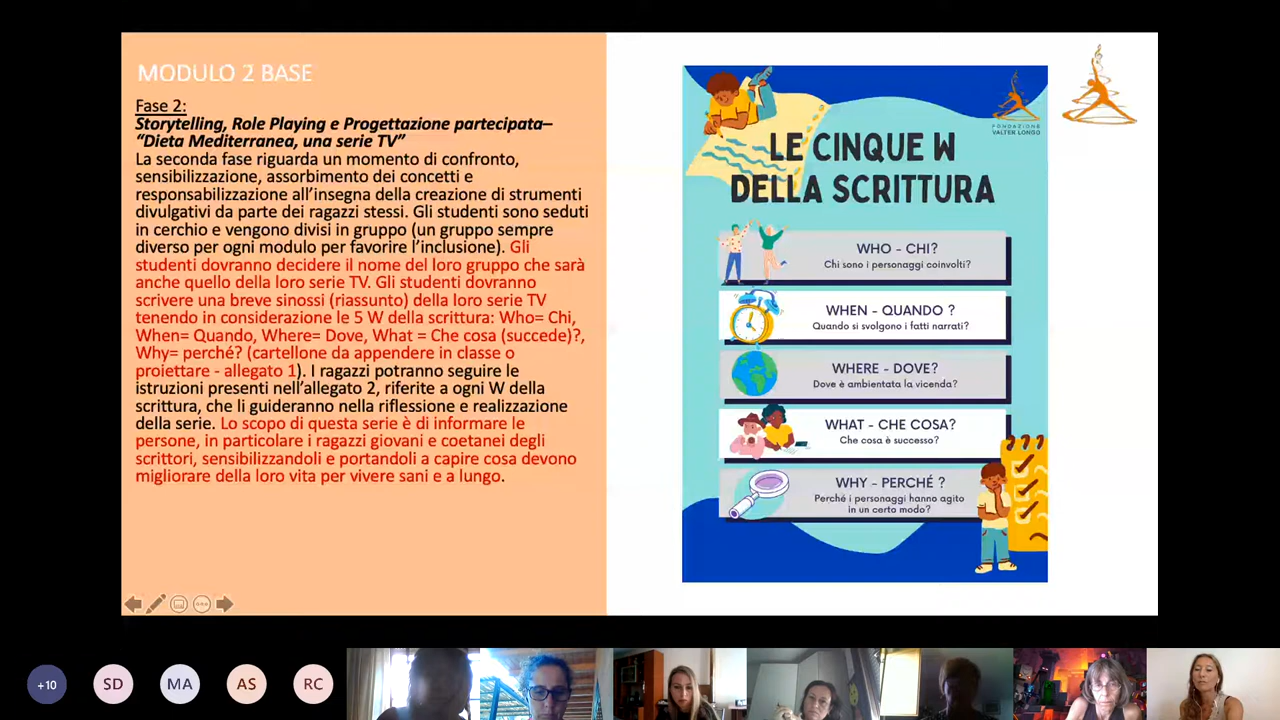 MODULO 2 BASE
Fase 2:
Storytelling, Role Playing e Progettazione partecipata–
“Dieta Mediterranea, una serie TV”
La seconda fase riguarda un momento di confronto,
sensibilizzazione, assorbimento dei concetti e
responsabilizzazione all’insegna della creazione di strumenti
divulgativi da parte dei ragazzi stessi. Gli studenti sono seduti
in cerchio e vengono divisi in gruppo (un gruppo sempre
diverso per ogni modulo per favorire l’inclusione). Gli
studenti dovranno decidere il nome del loro gruppo che sarà
anche quello della loro serie TV. Gli studenti dovranno
scrivere una breve sinossi (riassunto) della loro serie TV
tenendo in considerazione le 5 W della scrittura: Who= Chi,
When= Quando, Where= Dove, What = Che cosa (succede)?,
Why= perché? (cartellone da appendere in classe o
proiettare - allegato 1). I ragazzi potranno seguire le
istruzioni presenti nell’allegato 2, riferite a ogni W della
scrittura, che li guideranno nella riflessione e realizzazione
della serie. Lo scopo di questa serie è di informare le
persone, in particolare i ragazzi giovani e coetanei degli
scrittori, sensibilizzandoli e portandoli a capire cosa devono
migliorare della loro vita per vivere sani e a lungo.
FONDAZIONE
VALTER LONGO
LE CINQUE W
DELLA SCRITTURA
WHO - CHI?
Chi sono i personaggi coinvolti?
WHEN - QUANDO ?
Quando si svolgono i fatti narrati?
WHERE - DOVE?
Dove è ambientata la vicenda?
WHAT - CHE COSA?
Che cosa è successo?
WHY - PERCHÉ ?
Perché i personaggi hanno agito
in un certo modo?
+10
SD
MA
AS
RC